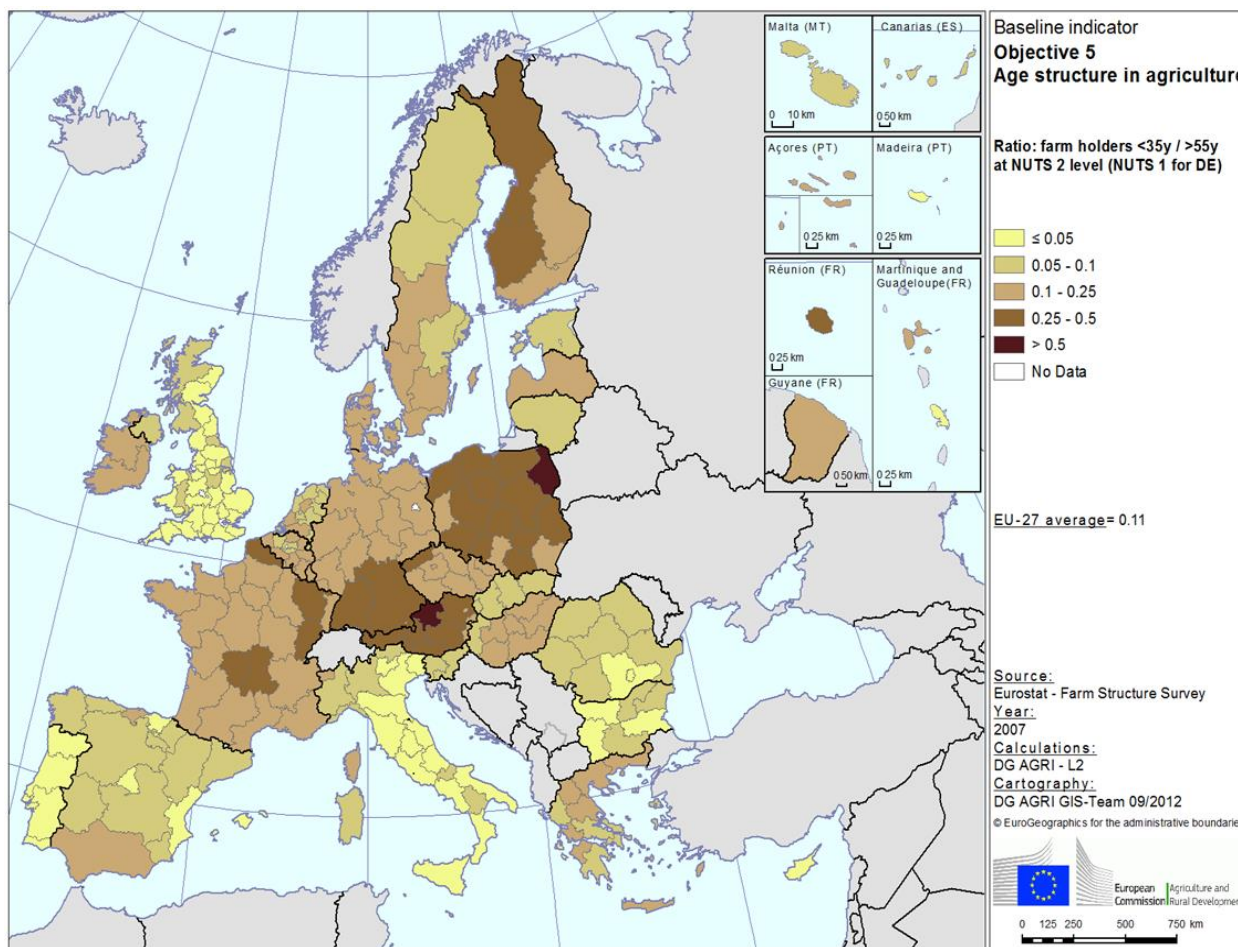 Malta (MT)
Canarias (ES)
0 10 km
0 50 km
Açores (PT)
Madeira (PT)
0 25 km
0 25 km
Réunion (FR)
Martinique and
Guadeloupe(FR)
0 25 km
Guyane (FR)
0 50 km
0 25 km
Baseline indicator
Objective 5
Age structure in agriculture
Ratio: farm holders <35y / >55y
at NUTS 2 level (NUTS 1 for DE)
≤ 0.05
0.05 - 0.1
0.1 - 0.25
0.25 - 0.5
> 0.5
No Data
EU-27 average= 0.11
Source:
Eurostat - Farm Structure Survey
Year:
2007
Calculations:
DG AGRI - L2
Cartography:
DG AGRI GIS-Team 09/2012
© EuroGeographics for the administrative boundarie
European
Commission
Agriculture and
Rural Developmen
0 125 250 500 750 km